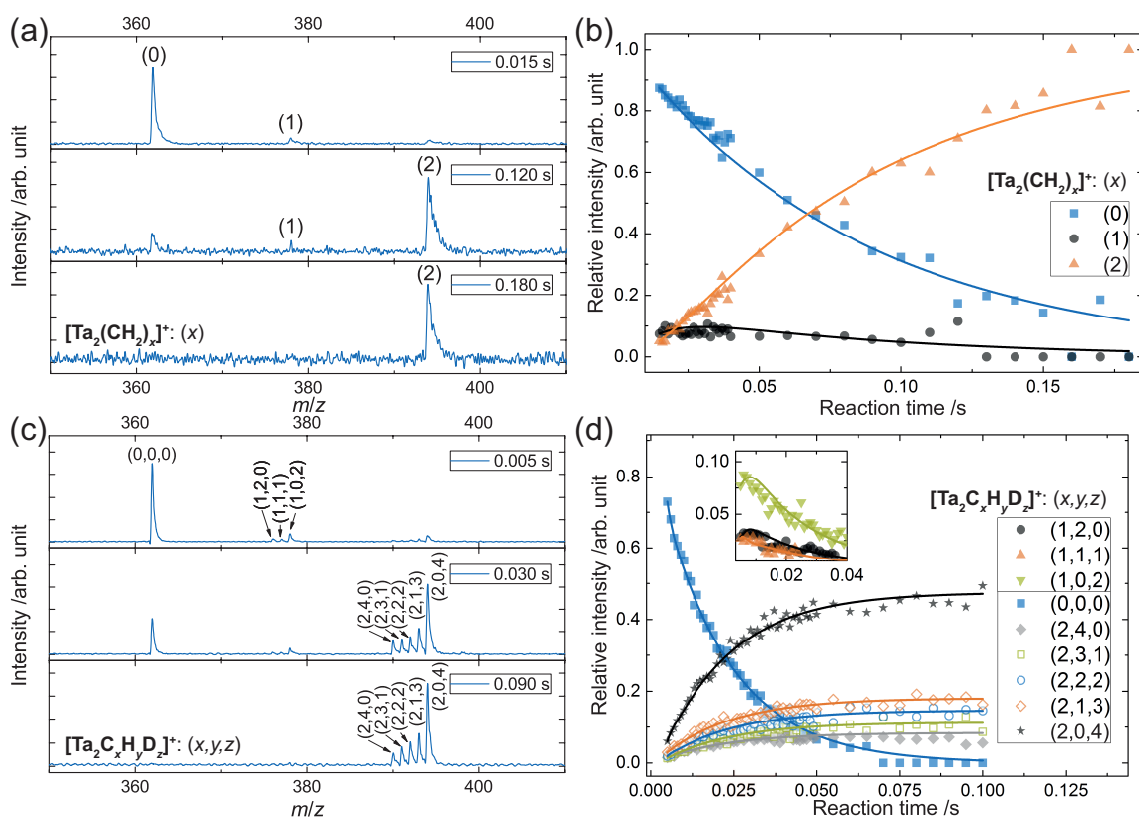 (a)
360 380 400
(0)
0.015 s
(1)
(2)
0.120 s
(1)
(2)
0.180 s
[Ta2(CH2)x]+: (x)
Intensity /arb. unit
360 380 400
m/z
(b)
1.0
0.8
0.6
0.4
0.2
0.0
Relative intensity /arb. unit
[Ta2(CH2)x]+: (x)
(0)
(1)
(2)
0.05 0.10 0.15
Reaction time /s
(c)
360 380 400
(0,0,0)
0.005 s
(1,2,0)
(1,1,1)
(1,0,2)
0.030 s
(2,4,0)
(2,3,1)
(2,2,2)
(2,1,3)
(2,0,4)
0.090 s
(2,4,0)
(2,3,1)
(2,2,2)
(2,1,3)
(2,0,4)
[Ta2CxHyDz]+: (x,y,z)
Intensity /arb. unit
360 380 400
m/z
(d)
0.8
0.6
0.4
0.2
0.0
Relative intensity /arb. unit
0.10
0.05
0.02 0.04
[Ta2CxHyDz]+: (x,y,z)
(1,2,0)
(1,1,1)
(1,0,2)
(0,0,0)
(2,4,0)
(2,3,1)
(2,2,2)
(2,1,3)
(2,0,4)
0.000 0.025 0.050 0.075 0.100 0.125
Reaction time /s